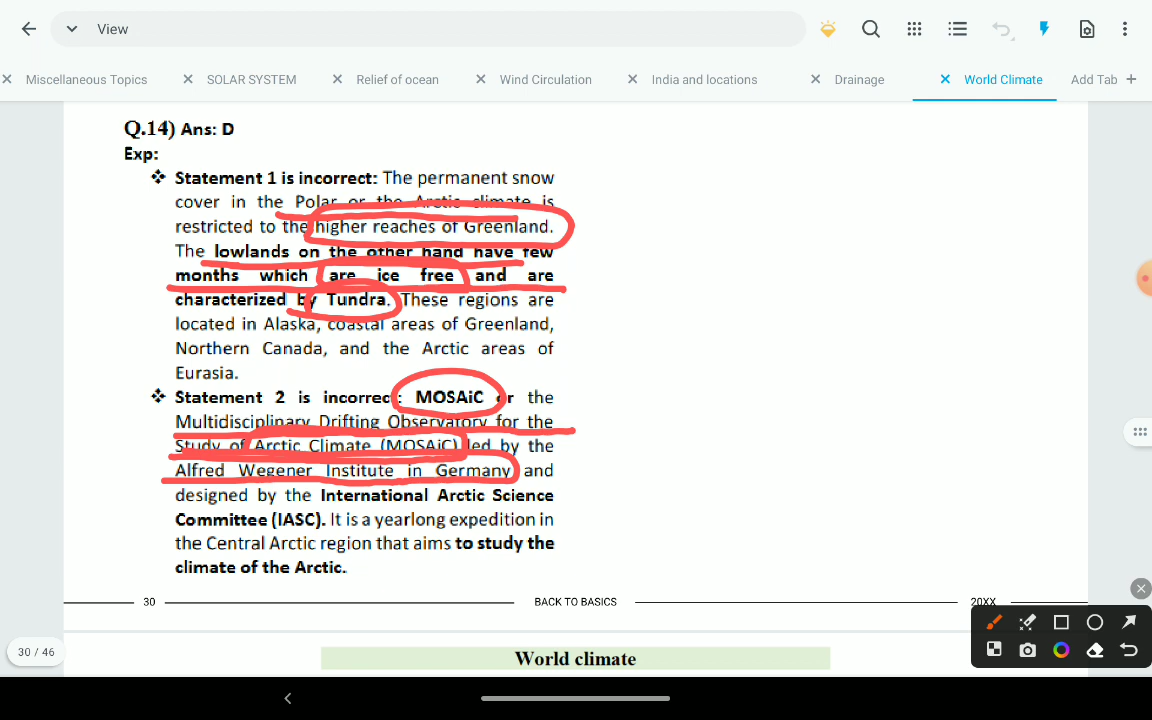 View
Miscellaneous Topics
SOLAR SYSTEM
Relief of ocean
Wind Circulation
India and locations
Drainage
World Climate
Add Tab +
Q.14) Ans: D
Exp:
❖ Statement 1 is incorrect: The permanent snow
cover in the Polar or the Arctic climate is
restricted to the higher reaches of Greenland.
The lowlands on the other hand have few
months which are ice free and are
characterized by Tundra. These regions are
located in Alaska, coastal areas of Greenland,
Northern Canada, and the Arctic areas of
Eurasia.
❖ Statement 2 is incorrect: MOSAiC or the
Multidisciplinary Drifting Observatory for the
Study of Arctic Climate (MOSAiC) led by the
Alfred Wegener Institute in Germany and
designed by the International Arctic Science
Committee (IASC). It is a yearlong expedition in
the Central Arctic region that aims to study the
climate of the Arctic.
30
BACK TO BASICS
20XX
30 / 46
World climate